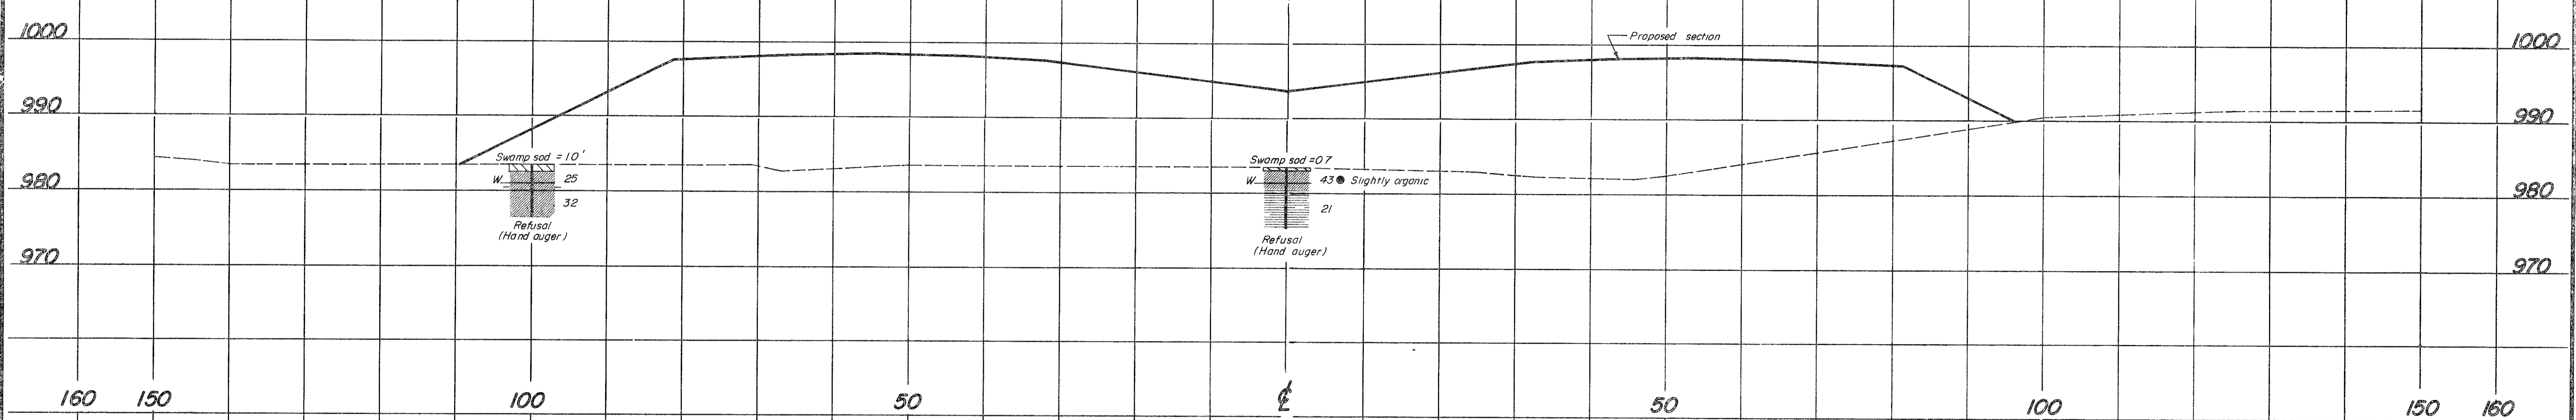 Proposed section
1000
1000
990
990
Swamp sod = 1.0'
W
25
32
Refusal
(Hand auger)
Swamp sod = 0.7
W
43 Slightly organic
21
Refusal
(Hand auger)
980
980
970
970
160 150 100 50 ℄ 50 100 150 160